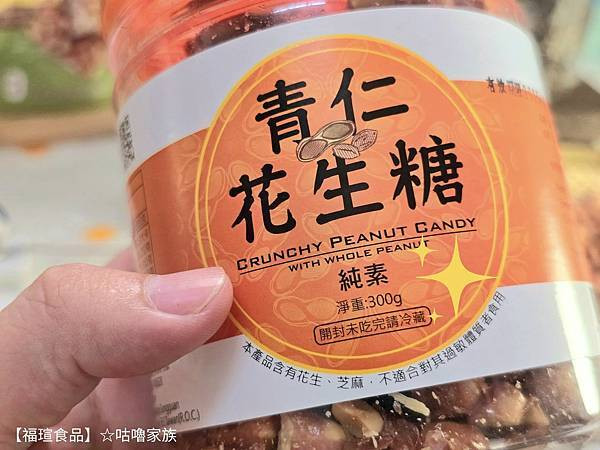 青仁
花生糖
CRUNCHY PEANUT CANDY
WITH WHOLE PEANUT
純素
淨重:300g
開封未吃完請冷藏
本產品含有花生、芝麻，不適合對其過敏體質者食用
有效
(R.O.C.)
【福瑄食品】☆咕嚕家族